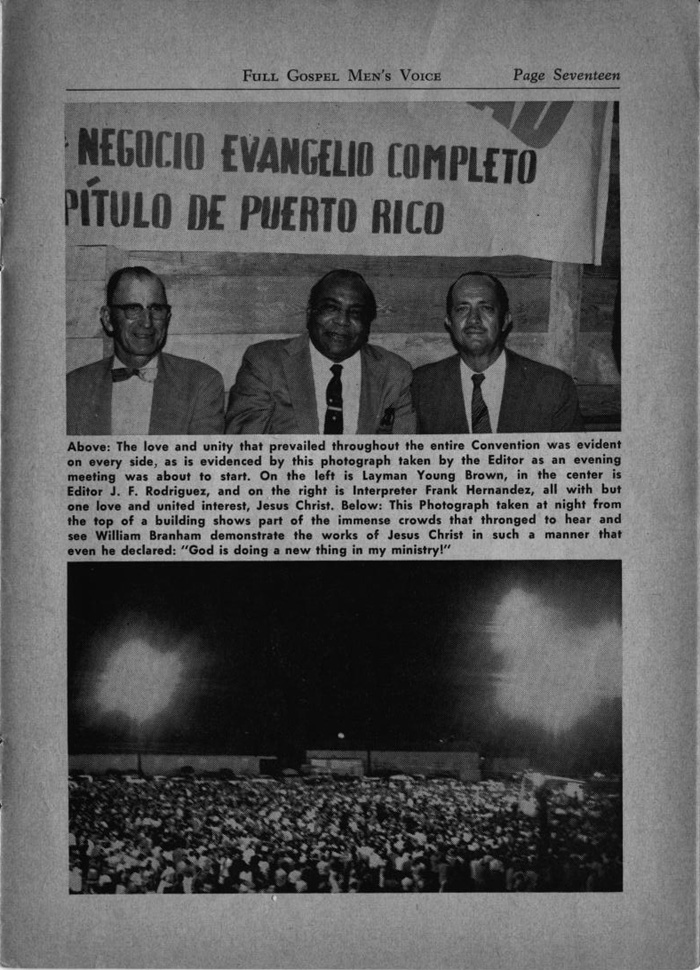 FULL GOSPEL MEN'S VOICE Page Seventeen
NEGOCIO EVANGELIO COMPLETO
PÍTULO DE PUERTO RICO
Above: The love and unity that prevailed throughout the entire Convention was evident
on every side, as is evidenced by this photograph taken by the Editor as an evening
meeting was about to start. On the left is Layman Young Brown, in the center is
Editor J. F. Rodriguez, and on the right is Interpreter Frank Hernandez, all with but
one love and united interest, Jesus Christ. Below: This Photograph taken at night from
the top of a building shows part of the immense crowds that thronged to hear and
see William Branham demonstrate the works of Jesus Christ in such a manner that
even he declared: "God is doing a new thing in my ministry!"